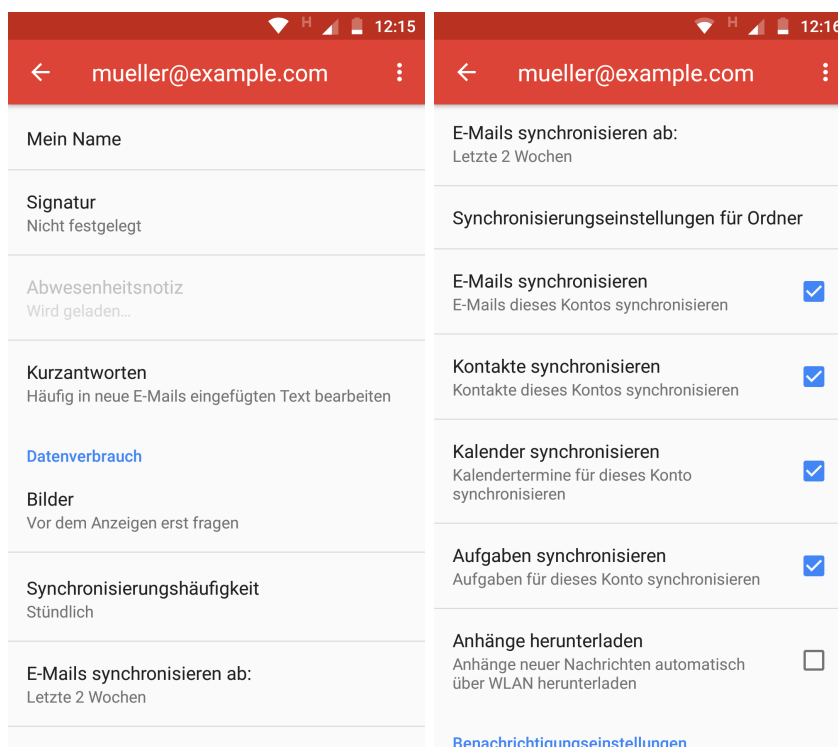 H 12:15
mueller@example.com
Mein Name
Signatur
Nicht festgelegt
Abwesenheitsnotiz
Wird geladen…
Kurzantworten
Häufig in neue E-Mails eingefügten Text bearbeiten
Datenverbrauch
Bilder
Vor dem Anzeigen erst fragen
Synchronisierungshäufigkeit
Stündlich
E-Mails synchronisieren ab:
Letzte 2 Wochen
H 12:16
mueller@example.com
E-Mails synchronisieren ab:
Letzte 2 Wochen
Synchronisierungseinstellungen für Ordner
E-Mails synchronisieren
E-Mails dieses Kontos synchronisieren
Kontakte synchronisieren
Kontakte dieses Kontos synchronisieren
Kalender synchronisieren
Kalendertermine für dieses Konto
synchronisieren
Aufgaben synchronisieren
Aufgaben für dieses Konto synchronisieren
Anhänge herunterladen
Anhänge neuer Nachrichten automatisch
über WLAN herunterladen
Benachrichtigungseinstellungen